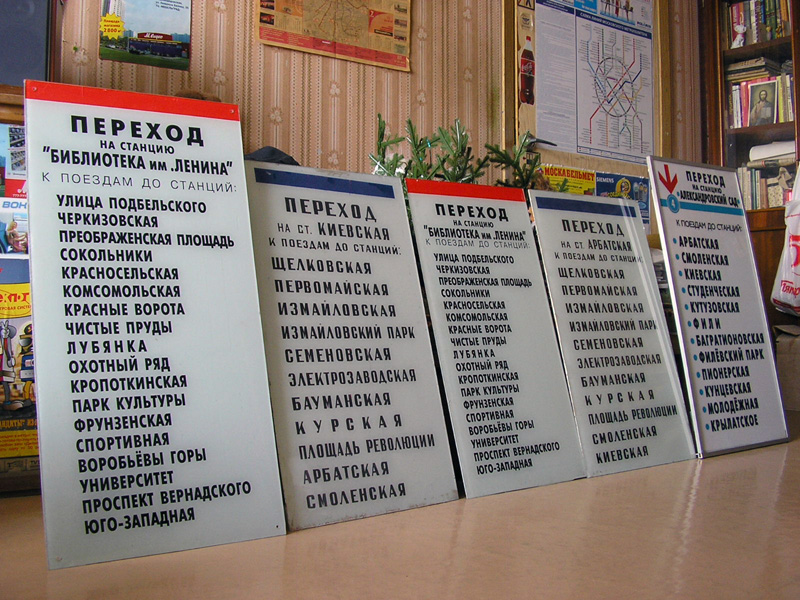 ПЕРЕХОД
НА СТАНЦИЮ
"БИБЛИОТЕКА ИМ. ЛЕНИНА"
К ПОЕЗДАМ ДО СТАНЦИЙ:
УЛИЦА ПОДБЕЛЬСКОГО
ЧЕРКИЗОВСКАЯ
ПРЕОБРАЖЕНСКАЯ ПЛОЩАДЬ
СОКОЛЬНИКИ
КРАСНОСЕЛЬСКАЯ
КОМСОМОЛЬСКАЯ
КРАСНЫЕ ВОРОТА
ЧИСТЫЕ ПРУДЫ
ЛУБЯНКА
ОХОТНЫЙ РЯД
КРОПОТКИНСКАЯ
ПАРК КУЛЬТУРЫ
ФРУНЗЕНСКАЯ
СПОРТИВНАЯ
ВОРОБЬЁВЫ ГОРЫ
УНИВЕРСИТЕТ
ПРОСПЕКТ ВЕРНАДСКОГО
ЮГО-ЗАПАДНАЯ
ПЕРЕХОД
НА СТ. КИЕВСКАЯ
К ПОЕЗДАМ ДО СТАНЦИЙ:
ЩЕЛКОВСКАЯ
ПЕРВОМАЙСКАЯ
ИЗМАЙЛОВСКАЯ
ИЗМАЙЛОВСКИЙ ПАРК
СЕМЕНОВСКАЯ
ЭЛЕКТРОЗАВОДСКАЯ
БАУМАНСКАЯ
КУРСКАЯ
ПЛОЩАДЬ РЕВОЛЮЦИИ
АРБАТСКАЯ
СМОЛЕНСКАЯ
ПЕРЕХОД
НА СТАНЦИЮ
"БИБЛИОТЕКА ИМ. ЛЕНИНА"
К ПОЕЗДАМ ДО СТАНЦИЙ:
УЛИЦА ПОДБЕЛЬСКОГО
ЧЕРКИЗОВСКАЯ
ПРЕОБРАЖЕНСКАЯ ПЛОЩАДЬ
СОКОЛЬНИКИ
КРАСНОСЕЛЬСКАЯ
КОМСОМОЛЬСКАЯ
КРАСНЫЕ ВОРОТА
ЧИСТЫЕ ПРУДЫ
ЛУБЯНКА
ОХОТНЫЙ РЯД
КРОПОТКИНСКАЯ
ПАРК КУЛЬТУРЫ
ФРУНЗЕНСКАЯ
СПОРТИВНАЯ
ВОРОБЬЁВЫ ГОРЫ
УНИВЕРСИТЕТ
ПРОСПЕКТ ВЕРНАДСКОГО
ЮГО-ЗАПАДНАЯ
ПЕРЕХОД
НА СТ. АРБАТСКАЯ
К ПОЕЗДАМ ДО СТАНЦИЙ:
ЩЕЛКОВСКАЯ
ПЕРВОМАЙСКАЯ
ИЗМАЙЛОВСКАЯ
ИЗМАЙЛОВСКИЙ ПАРК
СЕМЕНОВСКАЯ
ЭЛЕКТРОЗАВОДСКАЯ
БАУМАНСКАЯ
КУРСКАЯ
ПЛОЩАДЬ РЕВОЛЮЦИИ
СМОЛЕНСКАЯ
КИЕВСКАЯ
ПЕРЕХОД
НА СТАНЦИЮ
«АЛЕКСАНДРОВСКИЙ САД»
4
К ПОЕЗДАМ ДО СТАНЦИЙ:
АРБАТСКАЯ
СМОЛЕНСКАЯ
КИЕВСКАЯ
СТУДЕНЧЕСКАЯ
КУТУЗОВСКАЯ
ФИЛИ
БАГРАТИОНОВСКАЯ
ФИЛЁВСКИЙ ПАРК
ПИОНЕРСКАЯ
КУНЦЕВСКАЯ
МОЛОДЁЖНАЯ
КРЫЛАТСКОЕ
МОСКАБЕЛЬМЕТ
SIEMENS